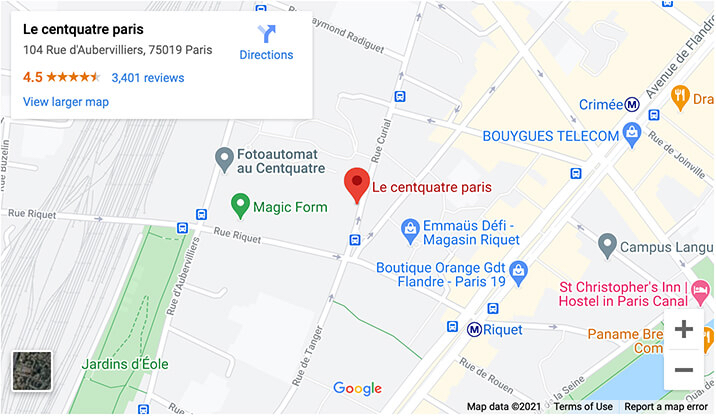 Le centquatre paris
104 Rue d'Aubervilliers, 75019 Paris
4.5
3,401 reviews
View larger map
Directions
Raymond Radiguet
Avenue de Flandre
Crimée
M
BOUYGUES TELECOM
Rue de Joinville
Rue Curial
Fotoautomat
au Centquatre
Le centquatre paris
Magic Form
Rue Riquet
Rue Riquet
Emmaüs Défi -
Magasin Riquet
Campus Langu
Boutique Orange Gdt
Flandre - Paris 19
St Christopher's Inn |
Hostel in Paris Canal
Rue d'Aubervilliers
Rue de Tanger
M
Riquet
Paname Bre
Com
la Seine
Jardins d'Éole
+
−
Google
Map data ©2021
Terms of Use
Report a map error